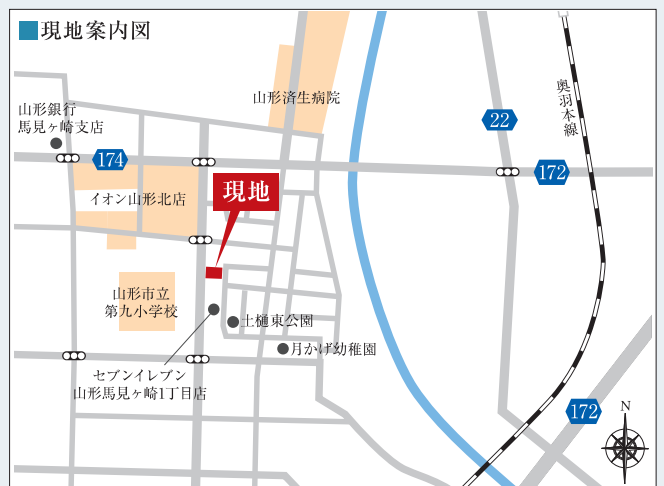 現地案内図
山形銀行
馬見ヶ崎支店
山形済生病院
奥羽本線
22
174
172
イオン山形北店
現地
山形市立
第九小学校
土樋東公園
月かげ幼稚園
セブンイレブン
山形馬見ヶ崎1丁目店
172
N